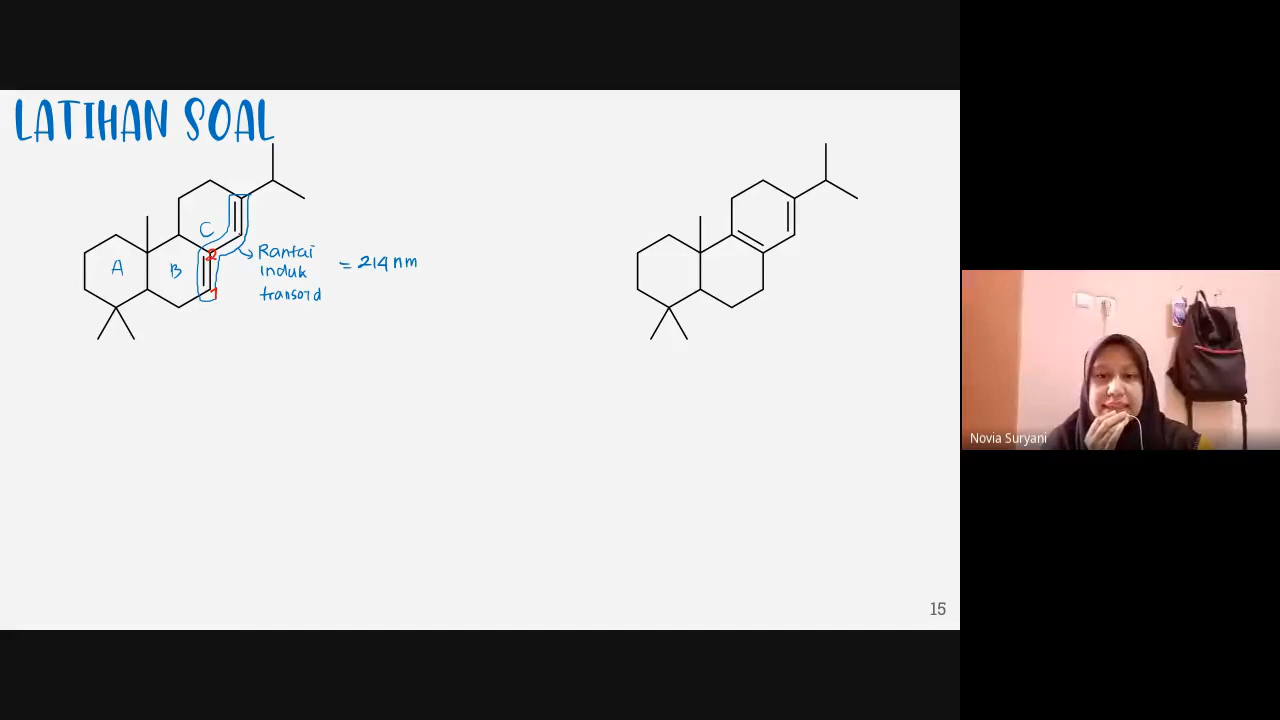 LATIHAN SOAL
A
B
C
2
1
Rantai
induk
transoid
= 214 nm
15
Novia Suryani